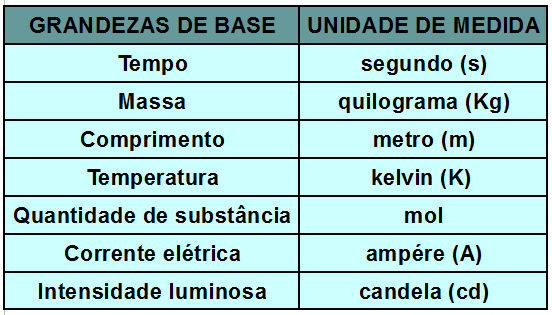 GRANDEZAS DE BASE UNIDADE DE MEDIDA
Tempo segundo (s)
Massa quilograma (Kg)
Comprimento metro (m)
Temperatura kelvin (K)
Quantidade de substância mol
Corrente elétrica ampére (A)
Intensidade luminosa candela (cd)